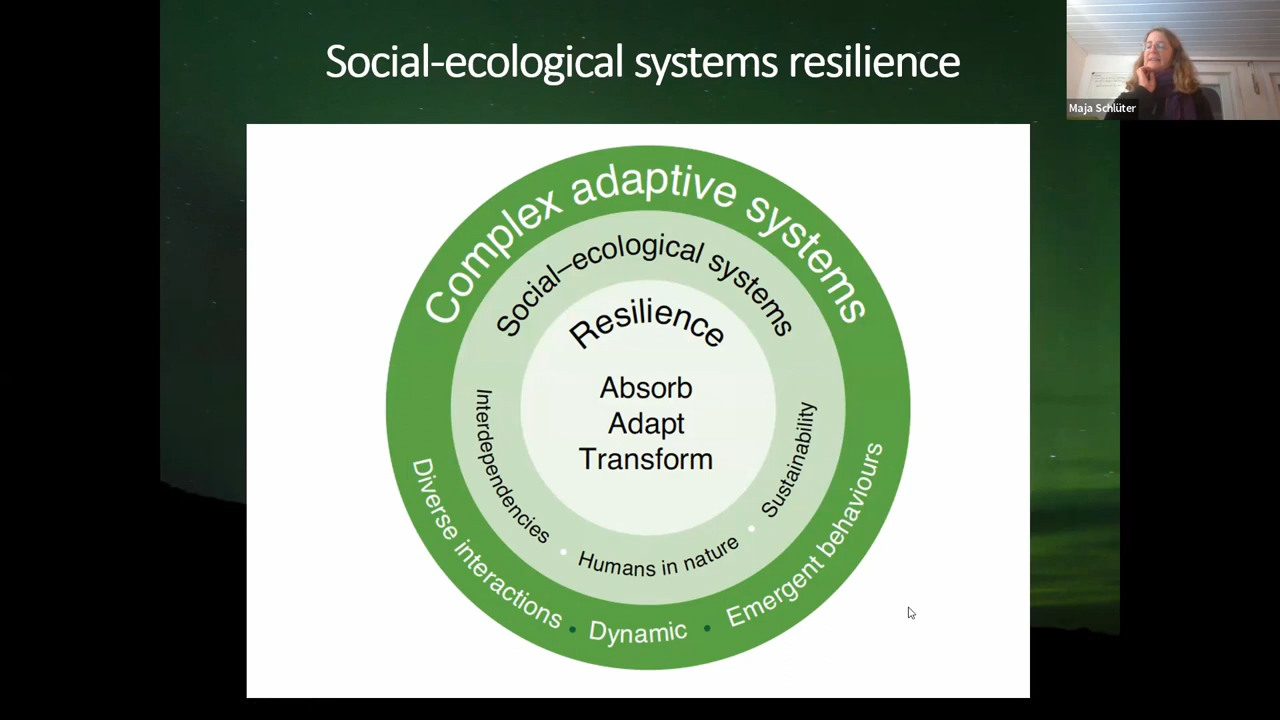 Social-ecological systems resilience
Maja Schlüter
Complex adaptive systems
Social–ecological systems
Resilience
Absorb
Adapt
Transform
Interdependencies • Humans in nature • Sustainability
Diverse interactions • Dynamic • Emergent behaviours